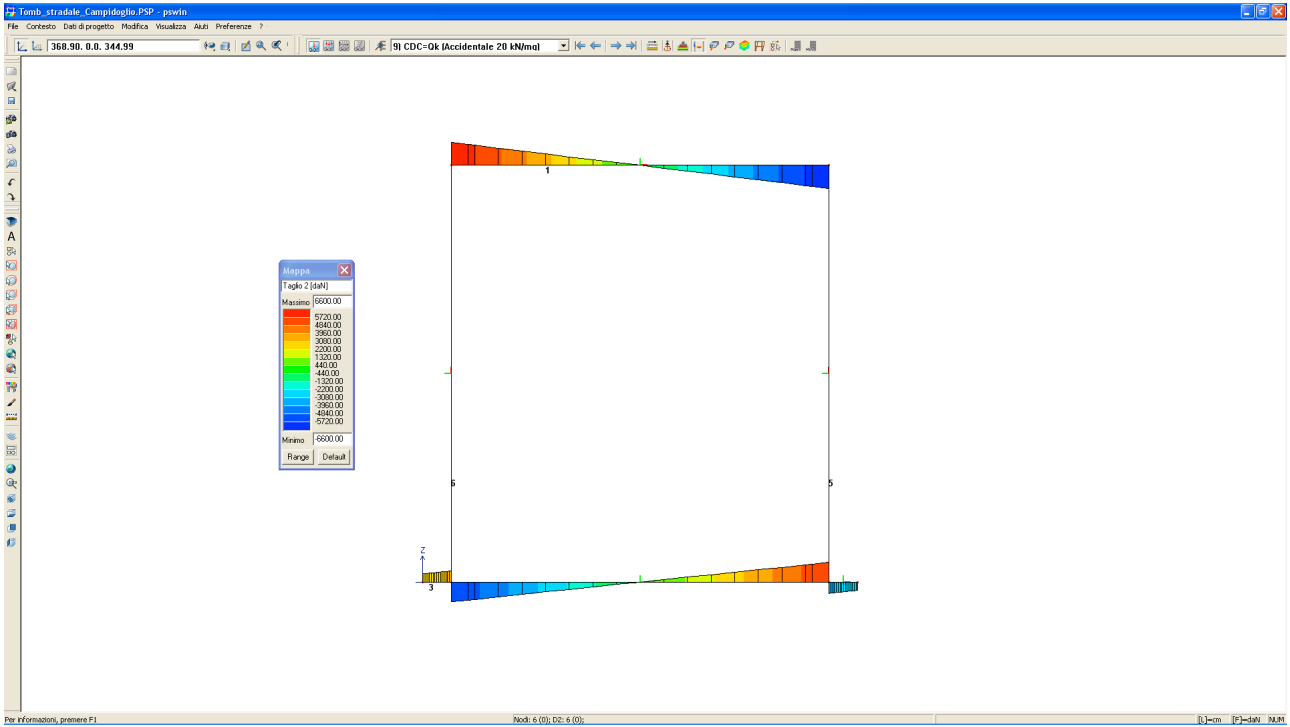 Tomb_stradale_Campidoglio.PSP - pswin
File Contesto Dati di progetto Modifica Visualizza Aiuti Preferenze ?
368.90. 0.0. 344.99
9) CDC=Qk (Accidentale 20 kN/mq)
A
1
Mappa
Taglio 2 [daN]
Massimo 6600.00
5720.00
4840.00
3960.00
3080.00
2200.00
1320.00
440.00
-440.00
-1320.00
-2200.00
-3080.00
-3960.00
-4840.00
-5720.00
Minimo -6600.00
Range Default
6
5
Z
3
Per informazioni, premere F1
Nodi: 6 (0); D2: 6 (0);
[L]=cm [F]=daN NUM